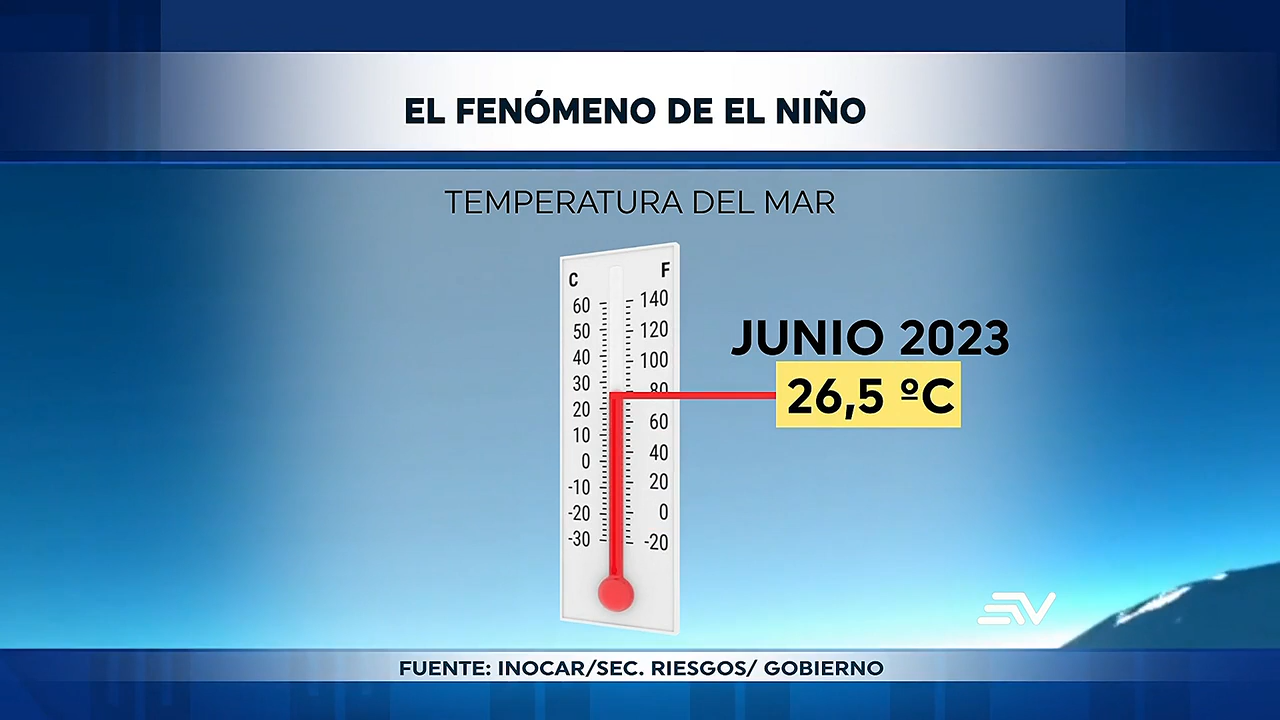 EL FENÓMENO DE EL NIÑO
TEMPERATURA DEL MAR
C F
60 140
50 120
40 100
30 80
20 60
10 40
0 20
-10 0
-20 -20
-30
JUNIO 2023
26,5 ºC
EV
FUENTE: INOCAR/SEC. RIESGOS/ GOBIERNO